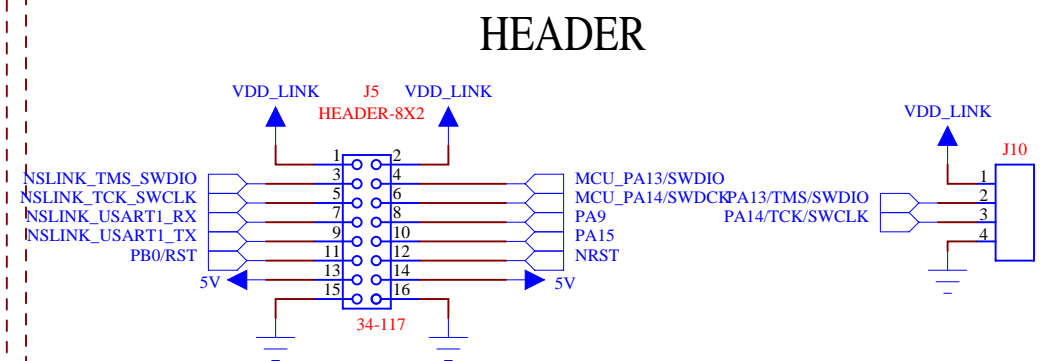 HEADER
VDD_LINK J5 VDD_LINK
HEADER-8X2
VDD_LINK
J10
1 2
NSLINK_TMS_SWDIO 3 4 MCU_PA13/SWDIO
NSLINK_TCK_SWCLK 5 6 MCU_PA14/SWDCK
NSLINK_USART1_RX 7 8 PA9
NSLINK_USART1_TX 9 10 PA15
PB0/RST 11 12 NRST
5V 13 14 5V
15 16
34-117
1
PA13/TMS/SWDIO 2
PA14/TCK/SWCLK 3
4